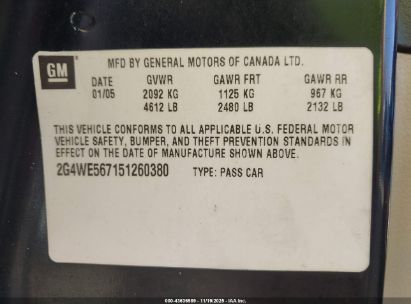 GM
MFD BY GENERAL MOTORS OF CANADA LTD.
DATE GVWR GAWR FRT GAWR RR
01/05 2092 KG 1125 KG 967 KG
4612 LB 2480 LB 2132 LB
THIS VEHICLE CONFORMS TO ALL APPLICABLE U.S. FEDERAL MOTOR
VEHICLE SAFETY, BUMPER, AND THEFT PREVENTION STANDARDS IN
EFFECT ON THE DATE OF MANUFACTURE SHOWN ABOVE.
2G4WE567151260380 TYPE: PASS CAR